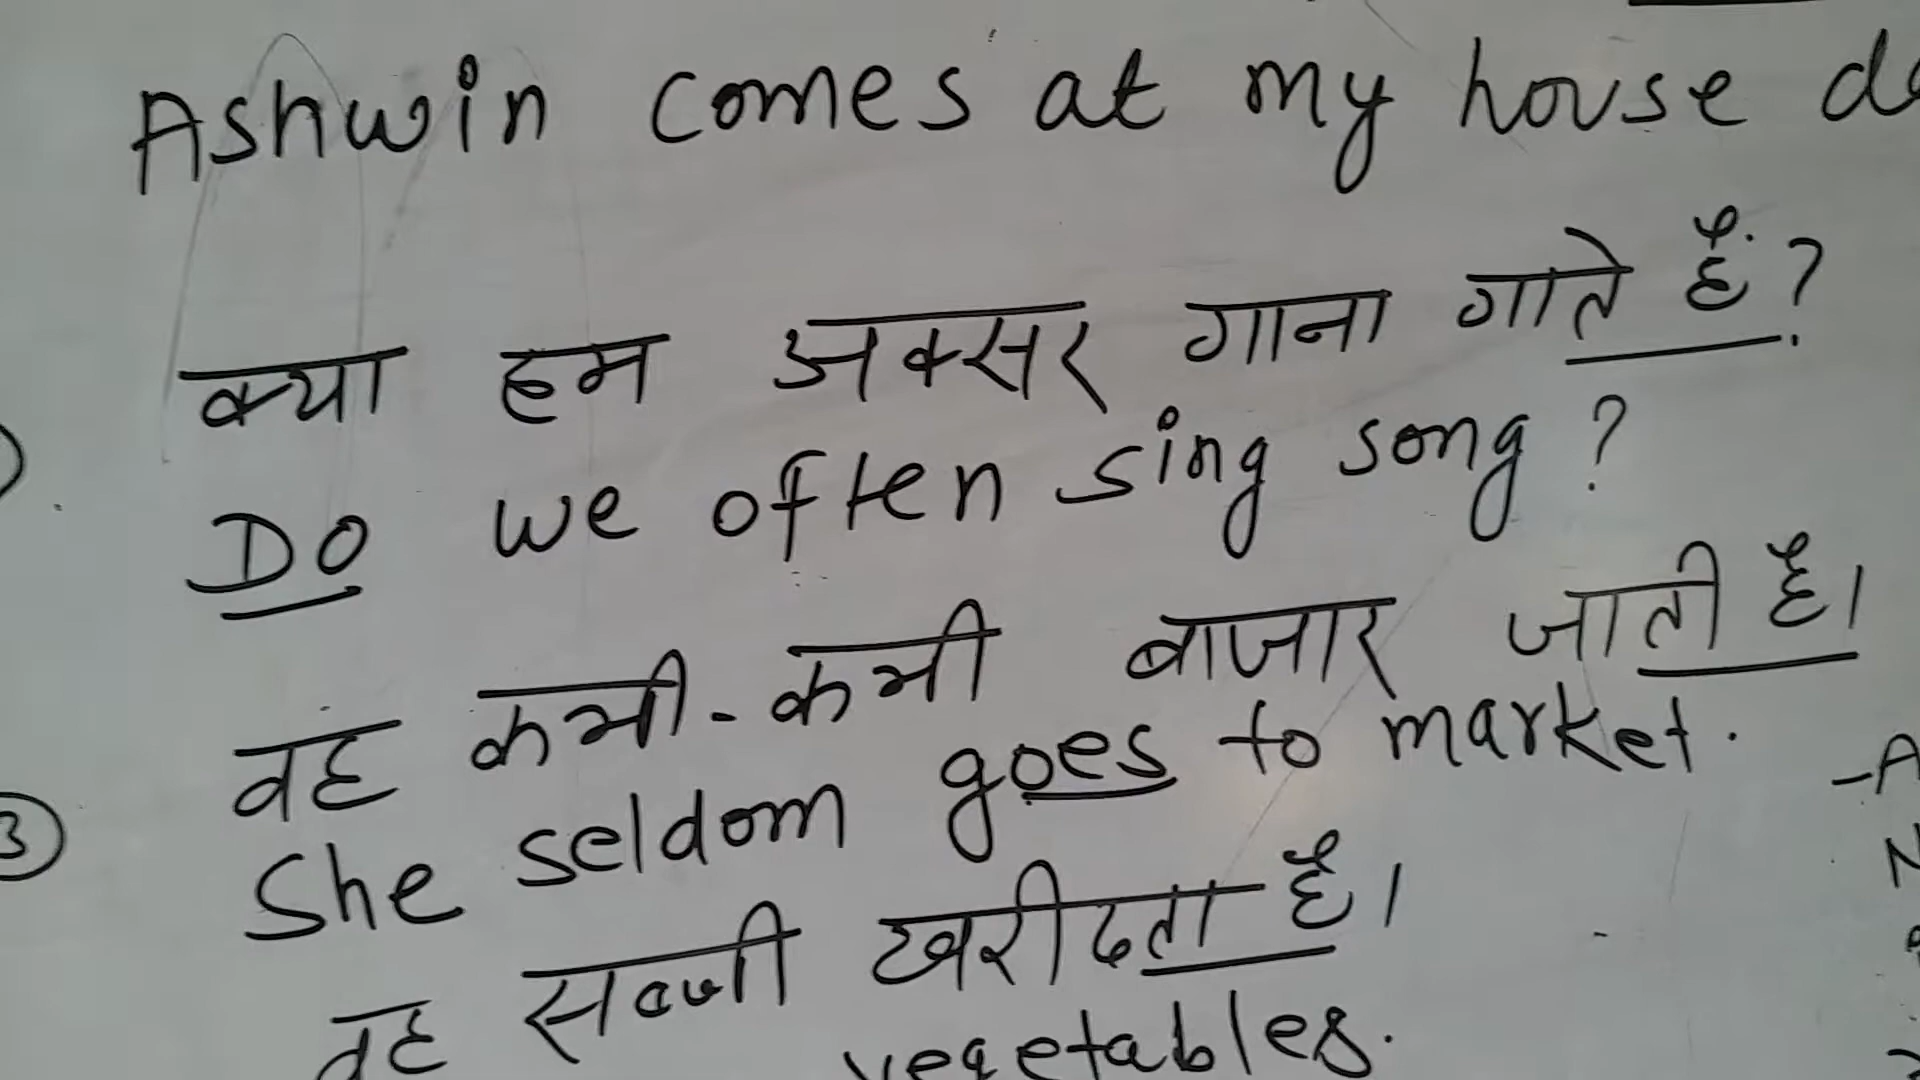 Ashwin comes at my house
क्या हम अक्सर गाना गाते हैं?
Do we often sing song?
वह कभी-कभी बाजार जाती है।
She seldom goes to market.
3
वह सब्जी खरीदता है।
vegetables.